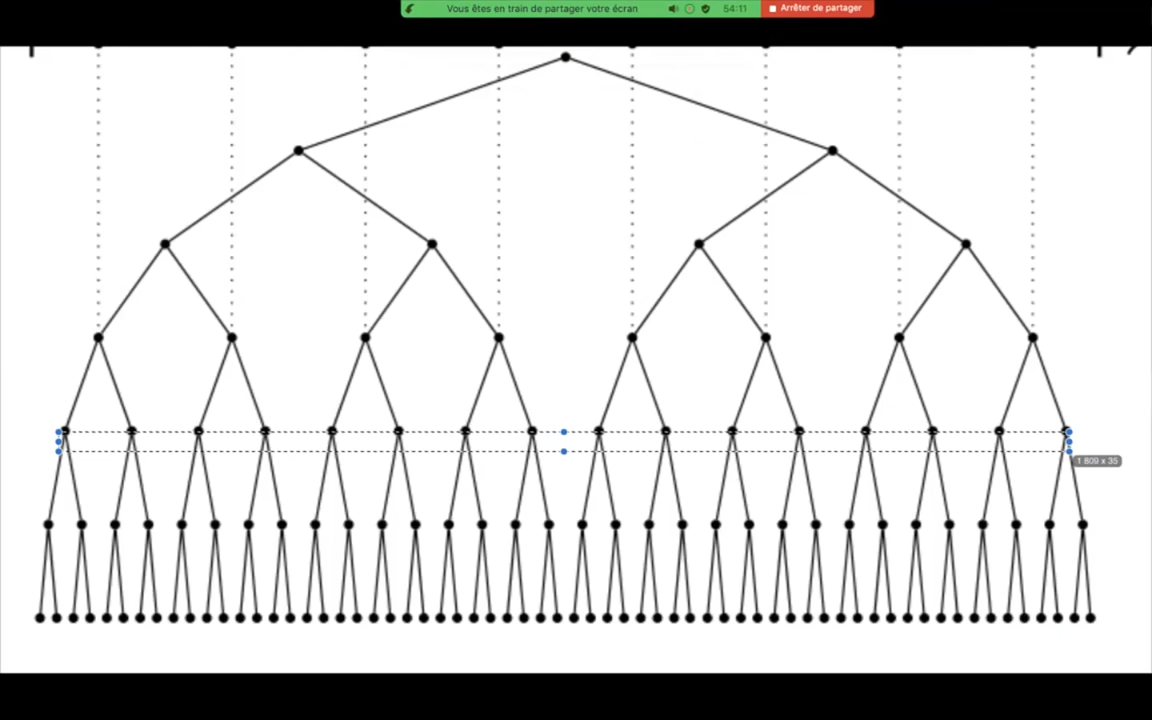 Vous êtes en train de partager votre écran 54:11 Arrêter de partager
1 809 x 35